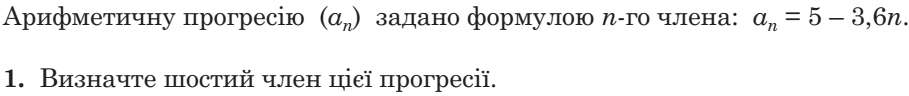 Арифметичну прогресію (aₙ) задано формулою n-го члена: aₙ = 5 – 3,6n.
1. Визначте шостий член цієї прогресії.